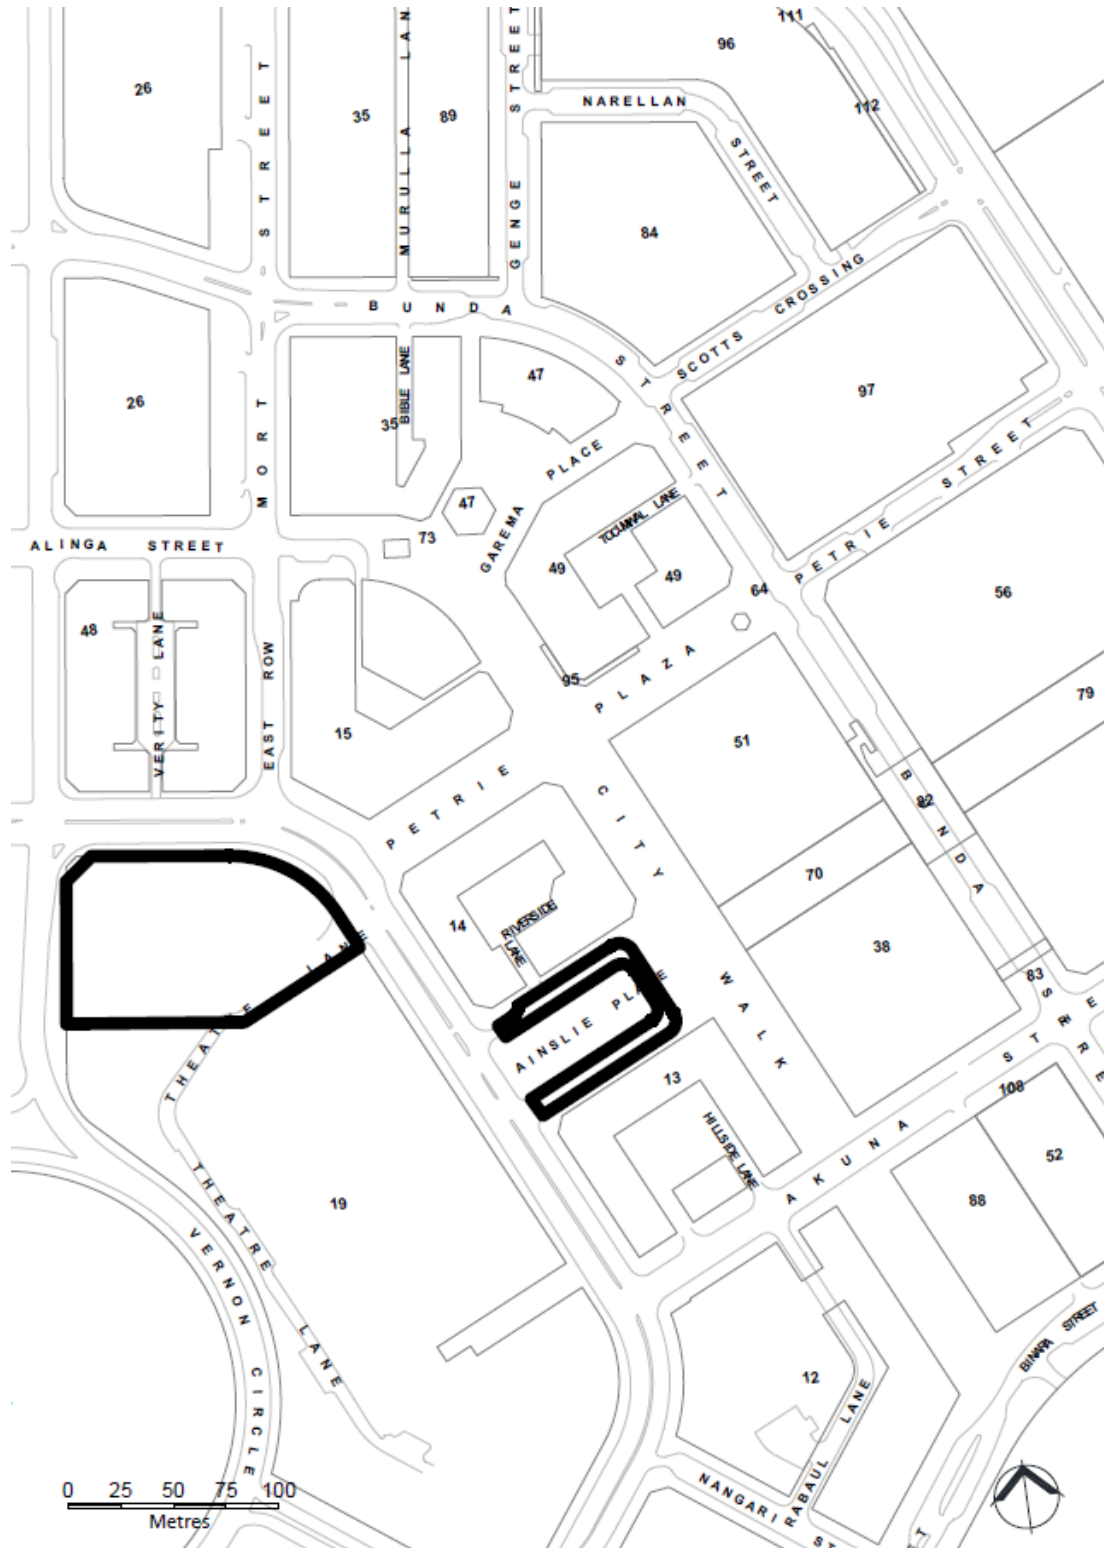 111
96
26
35
89
MURULLA LAN
GENGE STREET
NARELLAN
STREET
112
STREET
84
BUNDA
STREET
SCOTTS CROSSING
47
26
MORT
BIBLE LANE
35
97
PLACE
GAREMA
47
73
TOCUMWAL LANE
PETRIE STREET
ALINGA STREET
49
49
64
56
48
VERITY LANE
EAST ROW
95
PLAZA
79
15
51
PETRIE
CITY
BUNDA
82
70
14
RIVERSIDE
LANE
38
WALK
83
THEATRE
LANE
AINSLIE
13
HILLSIDE LANE
AKUNA STRE
108
52
88
19
THEATRE
LANE
VERNON
CIRCLE
12
RABAUL LANE
BINARA STREET
NANGARI ST
0 25 50 75 100
Metres